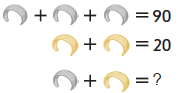 + + = 90
+ = 20
+ = ?